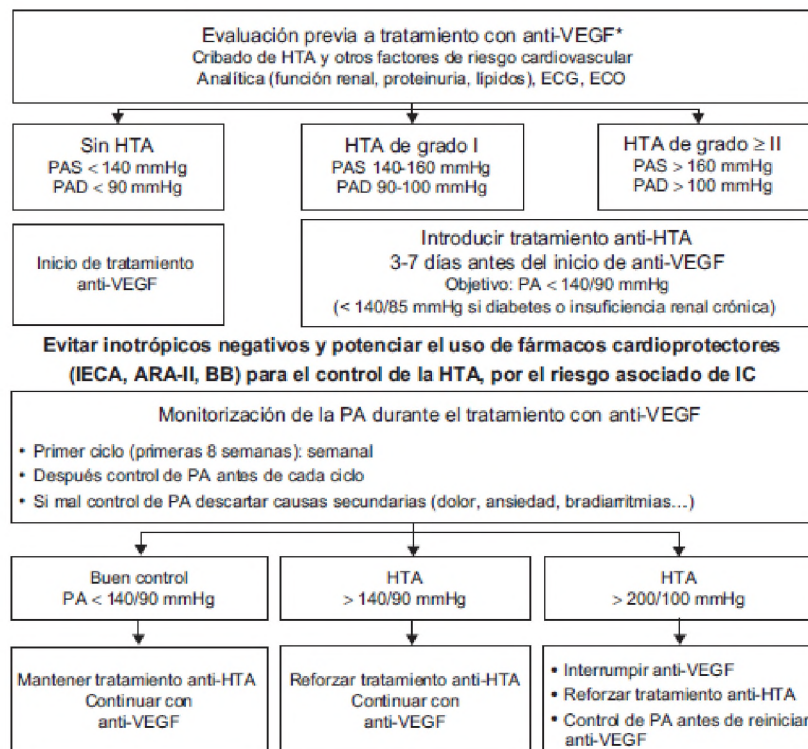 Evaluación previa a tratamiento con anti-VEGF*
Cribado de HTA y otros factores de riesgo cardiovascular
Analítica (función renal, proteinuria, lípidos), ECG, ECO
Sin HTA
PAS < 140 mmHg
PAD < 90 mmHg
HTA de grado I
PAS 140-160 mmHg
PAD 90-100 mmHg
HTA de grado ≥ II
PAS > 160 mmHg
PAD > 100 mmHg
Inicio de tratamiento
anti-VEGF
Introducir tratamiento anti-HTA
3-7 días antes del inicio de anti-VEGF
Objetivo: PA < 140/90 mmHg
(< 140/85 mmHg si diabetes o insuficiencia renal crónica)
Evitar inotrópicos negativos y potenciar el uso de fármacos cardioprotectores
(IECA, ARA-II, BB) para el control de la HTA, por el riesgo asociado de IC
Monitorización de la PA durante el tratamiento con anti-VEGF
• Primer ciclo (primeras 8 semanas): semanal
• Después control de PA antes de cada ciclo
• Si mal control de PA descartar causas secundarias (dolor, ansiedad, bradiarritmias...)
Buen control
PA < 140/90 mmHg
HTA
> 140/90 mmHg
HTA
> 200/100 mmHg
Mantener tratamiento anti-HTA
Continuar con
anti-VEGF
Reforzar tratamiento anti-HTA
Continuar con
anti-VEGF
• Interrumpir anti-VEGF
• Reforzar tratamiento anti-HTA
• Control de PA antes de reiniciar
anti-VEGF